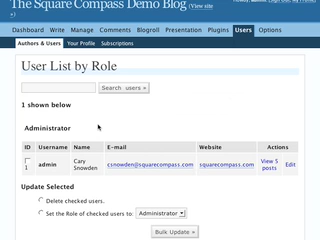 The Square Compass Demo Blog (View site
»)
Dashboard Write Manage Comments Blogroll Presentation Plugins Users Options
Authors & Users Your Profile Subscriptions
User List by Role
Search users »
1 shown below
Administrator
ID Username Name E-mail Website Actions
1 admin Cary Snowden csnowden@squarecompass.com squarecompass.com View 5 posts Edit
Update Selected
Delete checked users.
Set the Role of checked users to: Administrator
Bulk Update »